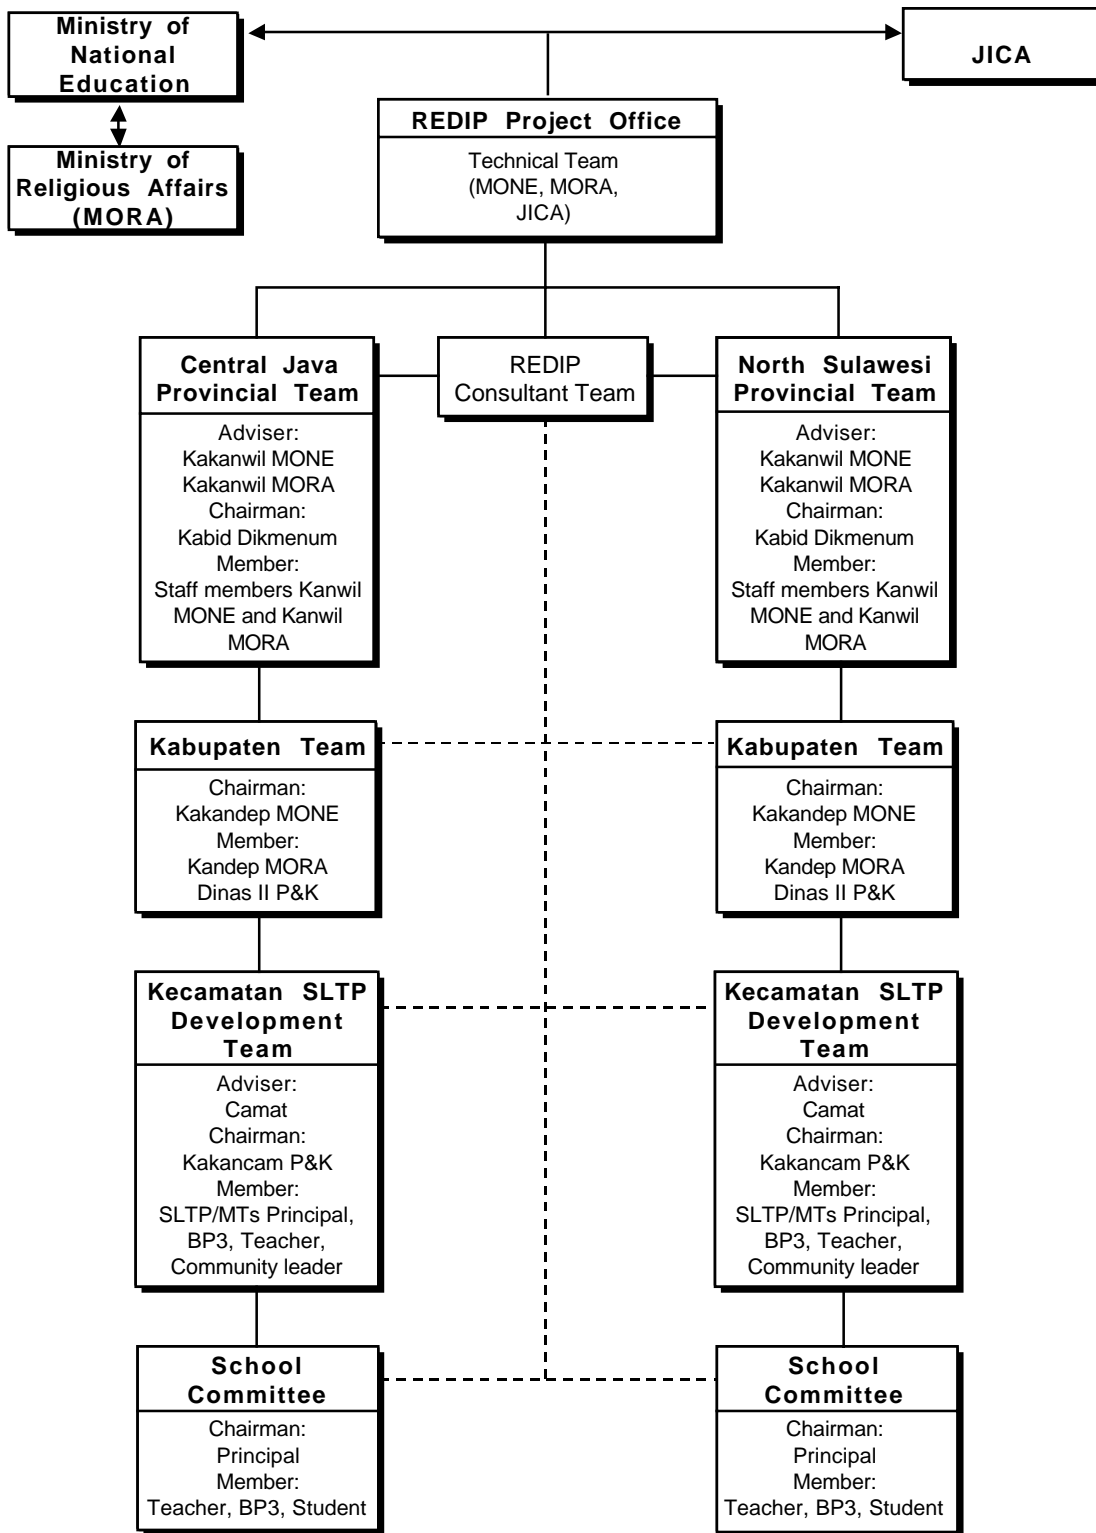 Ministry of
National
Education
JICA
REDIP Project Office
Technical Team
(MONE, MORA,
JICA)
Ministry of
Religious Affairs
(MORA)
Central Java
Provincial Team
Adviser:
Kakanwil MONE
Kakanwil MORA
Chairman:
Kabid Dikmenum
Member:
Staff members Kanwil
MONE and Kanwil
MORA
REDIP
Consultant Team
North Sulawesi
Provincial Team
Adviser:
Kakanwil MONE
Kakanwil MORA
Chairman:
Kabid Dikmenum
Member:
Staff members Kanwil
MONE and Kanwil
MORA
Kabupaten Team
Chairman:
Kakandep MONE
Member:
Kandep MORA
Dinas II P&K
Kabupaten Team
Chairman:
Kakandep MONE
Member:
Kandep MORA
Dinas II P&K
Kecamatan SLTP
Development
Team
Adviser:
Camat
Chairman:
Kakancam P&K
Member:
SLTP/MTs Principal,
BP3, Teacher,
Community leader
Kecamatan SLTP
Development
Team
Adviser:
Camat
Chairman:
Kakancam P&K
Member:
SLTP/MTs Principal,
BP3, Teacher,
Community leader
School
Committee
Chairman:
Principal
Member:
Teacher, BP3, Student
School
Committee
Chairman:
Principal
Member:
Teacher, BP3, Student